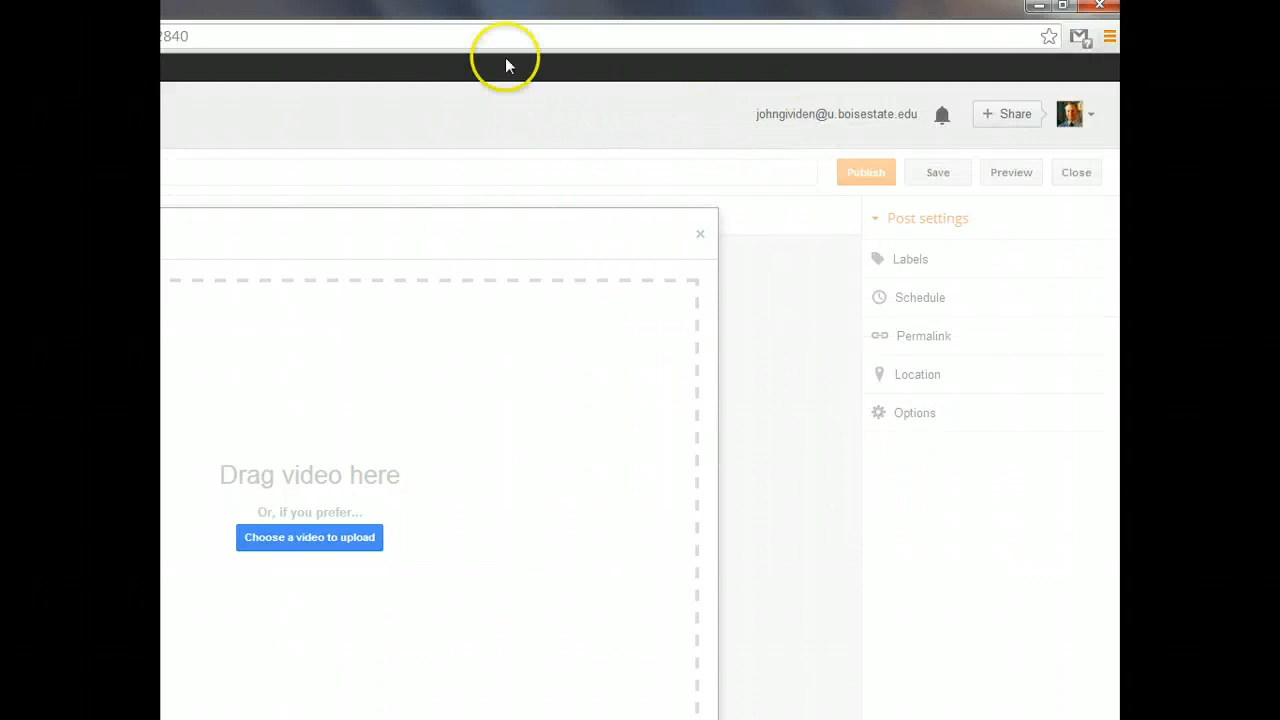 2840
johngividen@u.boisestate.edu
+ Share
Publish
Save
Preview
Close
Post settings
×
Labels
Schedule
Permalink
Location
Options
Drag video here
Or, if you prefer...
Choose a video to upload